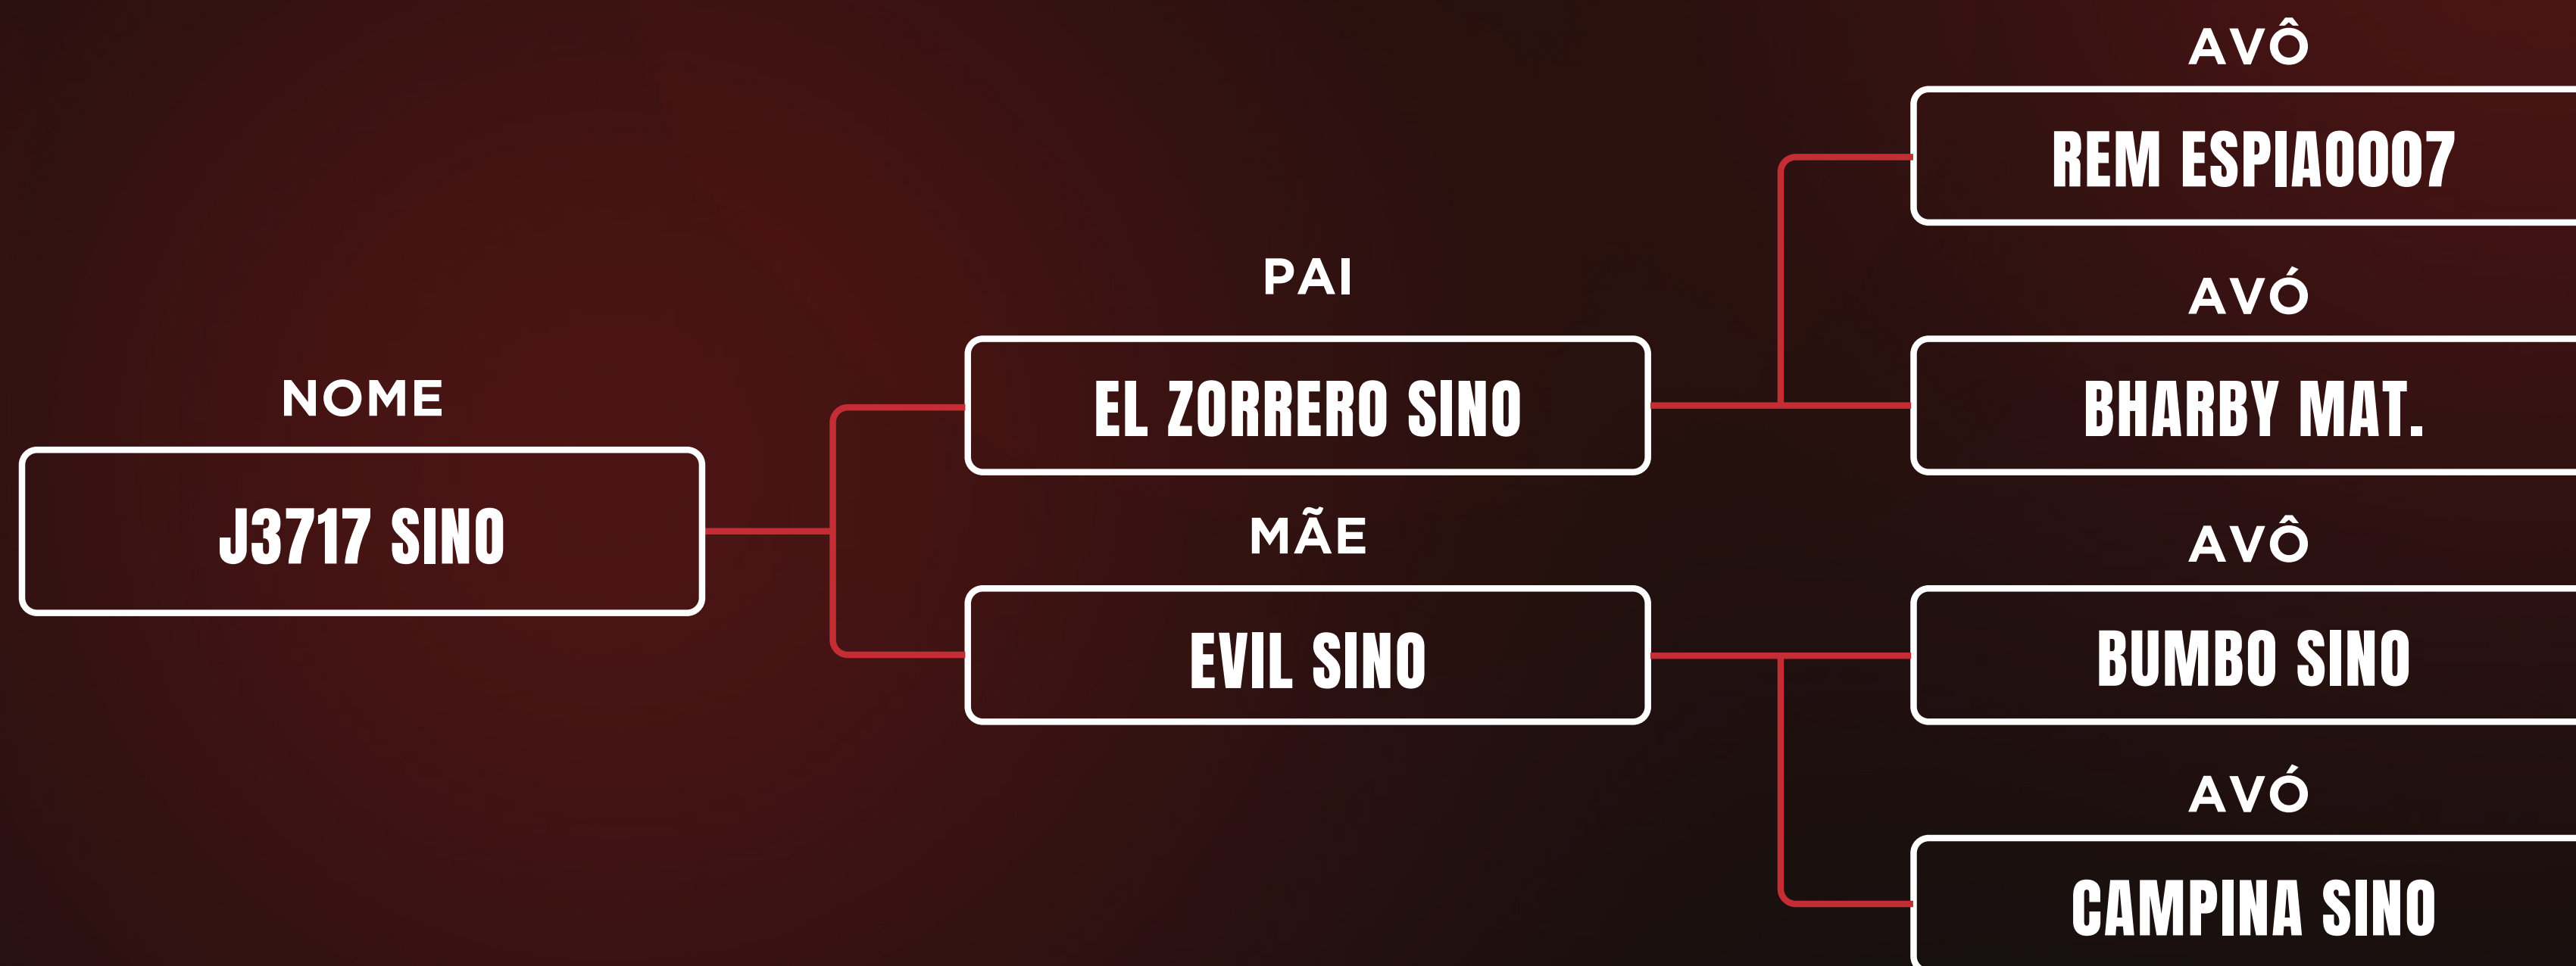 AVÔ
REM ESPIA0007
AVÓ
PAI
BHARBY MAT.
EL ZORRERO SINO
NOME
J3717 SINO
MÃE
AVÔ
EVIL SINO
BUMBO SINO
AVÓ
CAMPINA SINO